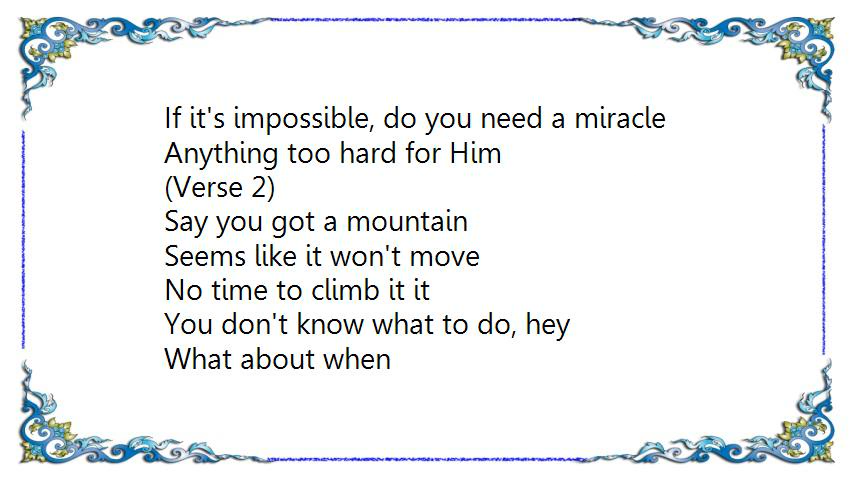 If it's impossible, do you need a miracle
Anything too hard for Him
(Verse 2)
Say you got a mountain
Seems like it won't move
No time to climb it it
You don't know what to do, hey
What about when